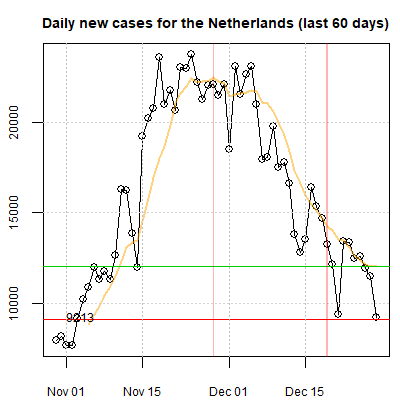 Daily new cases for the Netherlands (last 60 days)
20000
15000
10000
9213
Nov 01 Nov 15 Dec 01 Dec 15